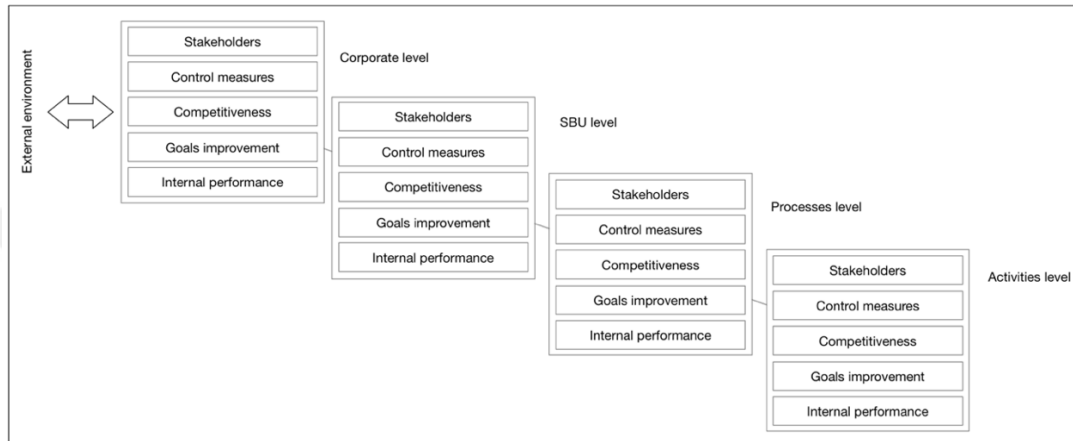 External environment
Stakeholders
Control measures
Competitiveness
Goals improvement
Internal performance
Corporate level
Stakeholders
Control measures
Competitiveness
Goals improvement
Internal performance
SBU level
Stakeholders
Control measures
Competitiveness
Goals improvement
Internal performance
Processes level
Stakeholders
Control measures
Competitiveness
Goals improvement
Internal performance
Activities level